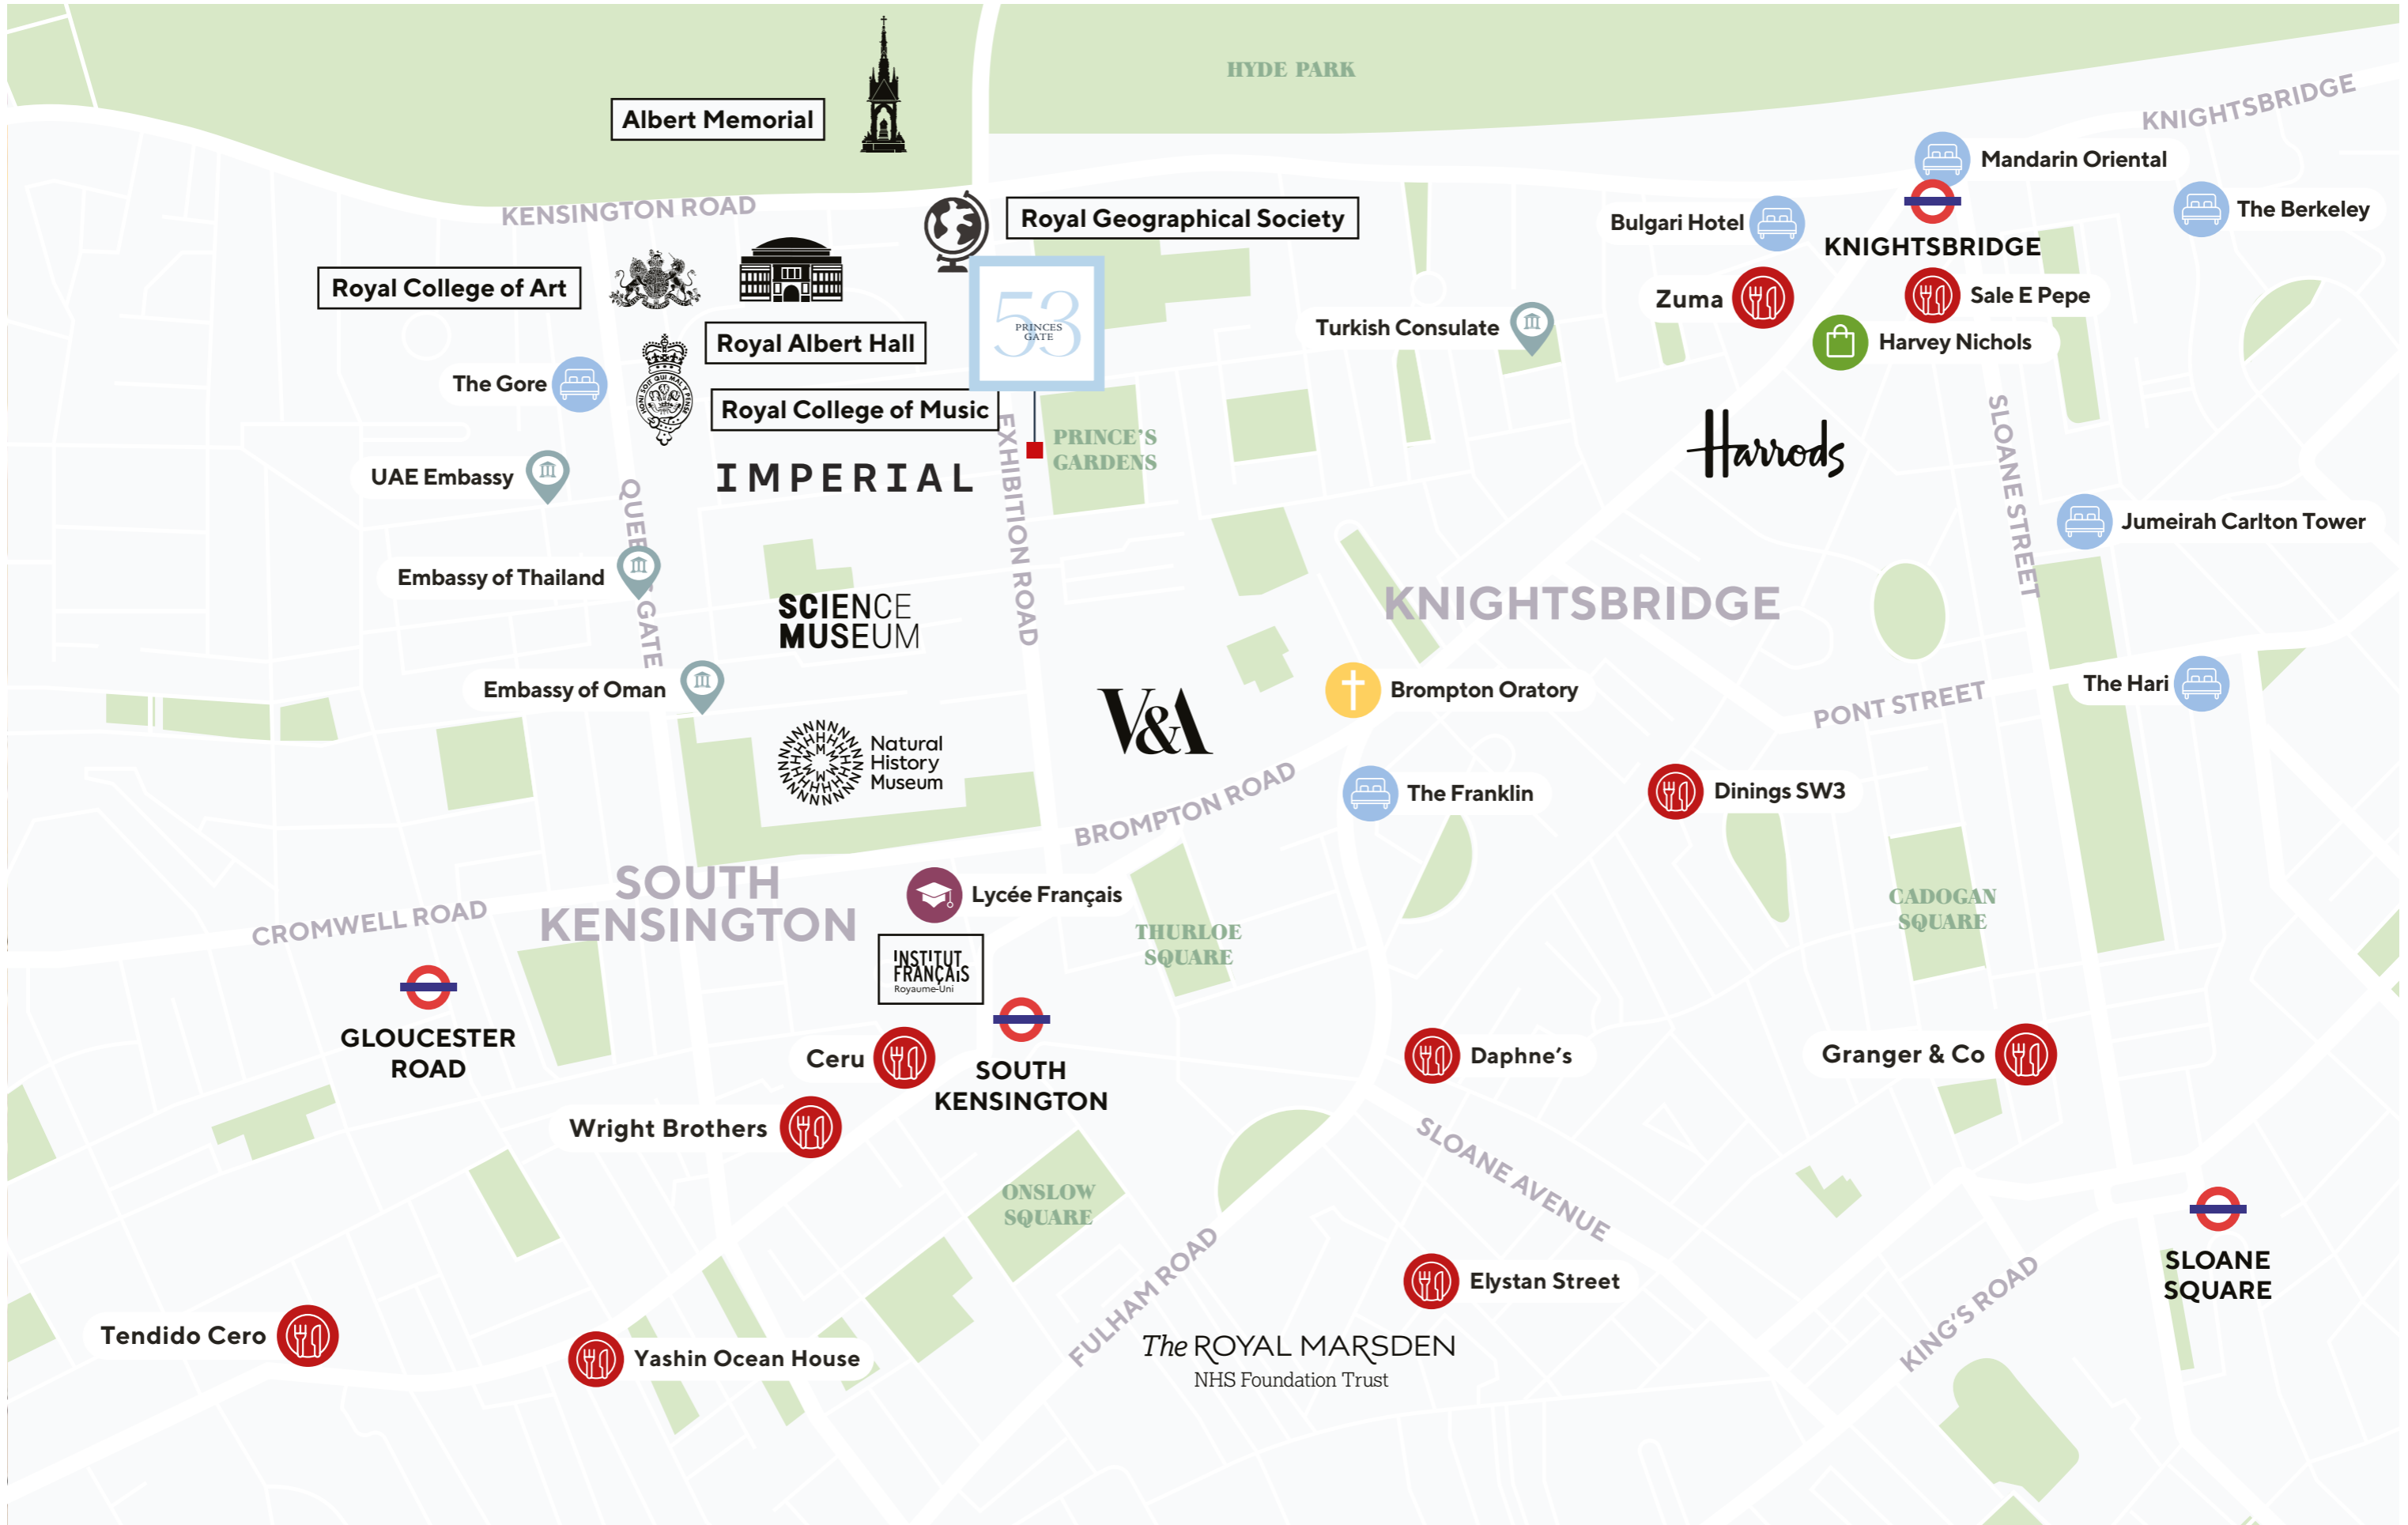 HYDE PARK
KNIGHTSBRIDGE
Albert Memorial
Mandarin Oriental
KENSINGTON ROAD
Royal Geographical Society
Bulgari Hotel
The Berkeley
KNIGHTSBRIDGE
Royal College of Art
Zuma
Sale E Pepe
53
PRINCES
GATE
Turkish Consulate
Royal Albert Hall
Harvey Nichols
The Gore
HONI SOIT QUI MAL Y PENSE
Royal College of Music
EXHIBITION ROAD
PRINCE'S
GARDENS
SLOANE STREET
Harrods
UAE Embassy
IMPERIAL
QUEE S GATE
Jumeirah Carlton Tower
Embassy of Thailand
SCIENCE
MUSEUM
KNIGHTSBRIDGE
Embassy of Oman
V&A
Brompton Oratory
PONT STREET
The Hari
Natural
History
Museum
BROMPTON ROAD
The Franklin
Dinings SW3
SOUTH
KENSINGTON
Lycée Français
CROMWELL ROAD
THURLOE
SQUARE
CADOGAN
SQUARE
INSTITUT
FRANÇAIS
Royaume-Uni
GLOUCESTER
ROAD
Ceru
SOUTH
KENSINGTON
Daphne's
Granger & Co
Wright Brothers
SLOANE AVENUE
ONSLOW
SQUARE
FULHAM ROAD
Elystan Street
KING'S ROAD
SLOANE
SQUARE
Tendido Cero
Yashin Ocean House
The ROYAL MARSDEN
NHS Foundation Trust